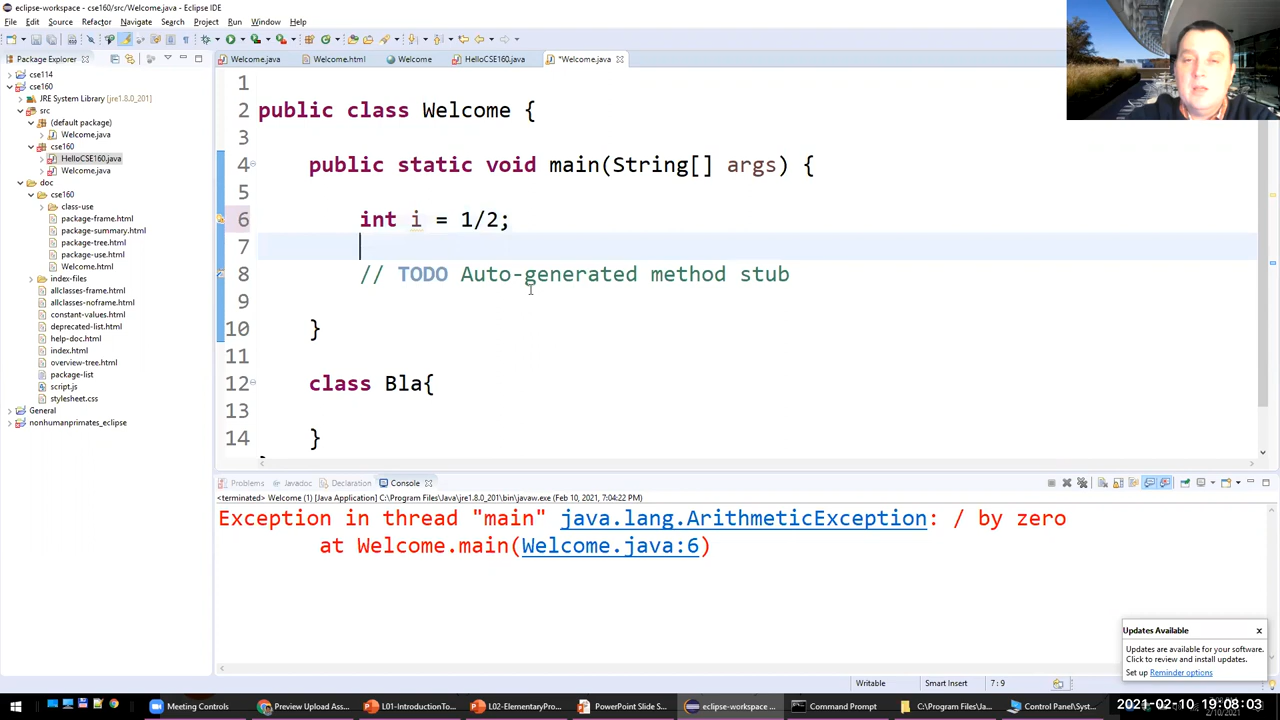 eclipse-workspace - cse160/src/Welcome.java - Eclipse IDE
File Edit Source Refactor Navigate Search Project Run Window Help
Package Explorer
Welcome.java
Welcome.html
Welcome
HelloCSE160.java
*Welcome.java
cse114
cse160
JRE System Library [jre1.8.0_201]
src
(default package)
Welcome.java
cse160
HelloCSE160.java
Welcome.java
doc
cse160
class-use
package-frame.html
package-summary.html
package-tree.html
package-use.html
Welcome.html
index-files
allclasses-frame.html
allclasses-noframe.html
constant-values.html
deprecated-list.html
help-doc.html
index.html
overview-tree.html
package-list
script.js
stylesheet.css
General
nonhumanprimates_eclipse
1
2 public class Welcome {
3
4 public static void main(String[] args) {
5
6 int i = 1/2;
7
8 // TODO Auto-generated method stub
9
10 }
11
12 class Bla{
13
14 }
Problems Javadoc Declaration Console
<terminated> Welcome (1) [Java Application] C:\Program Files\Java\jre1.8.0_201\bin\javaw.exe (Feb 10, 2021, 7:04:22 PM)
Exception in thread "main" java.lang.ArithmeticException: / by zero
at Welcome.main(Welcome.java:6)
Updates Available
Updates are available for your software.
Click to review and install updates.
Set up Reminder options
Writable Smart Insert 7 : 9
Meeting Controls
Preview Upload Ass...
L01-IntroductionTo...
L02-ElementaryPro...
PowerPoint Slide S...
eclipse-workspace ...
Command Prompt
C:\Program Files\Ja...
Control Panel\Syst...
2021-02-10 19:08:03